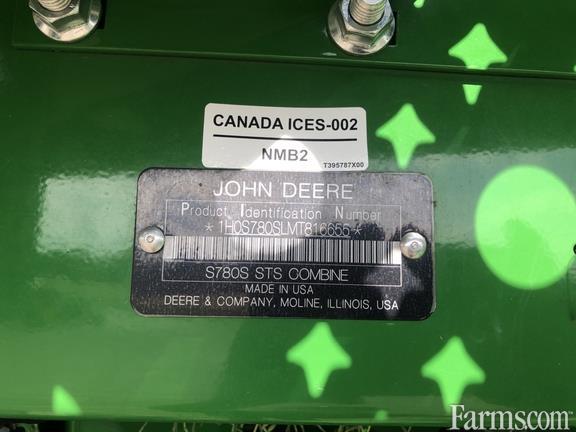 CANADA ICES-002
NMB2
T395787X00
JOHN DEERE
Product Identification Number
*1H0S780SLMT816655*
S780S STS COMBINE
MADE IN USA
DEERE & COMPANY, MOLINE, ILLINOIS, USA
Farms.com